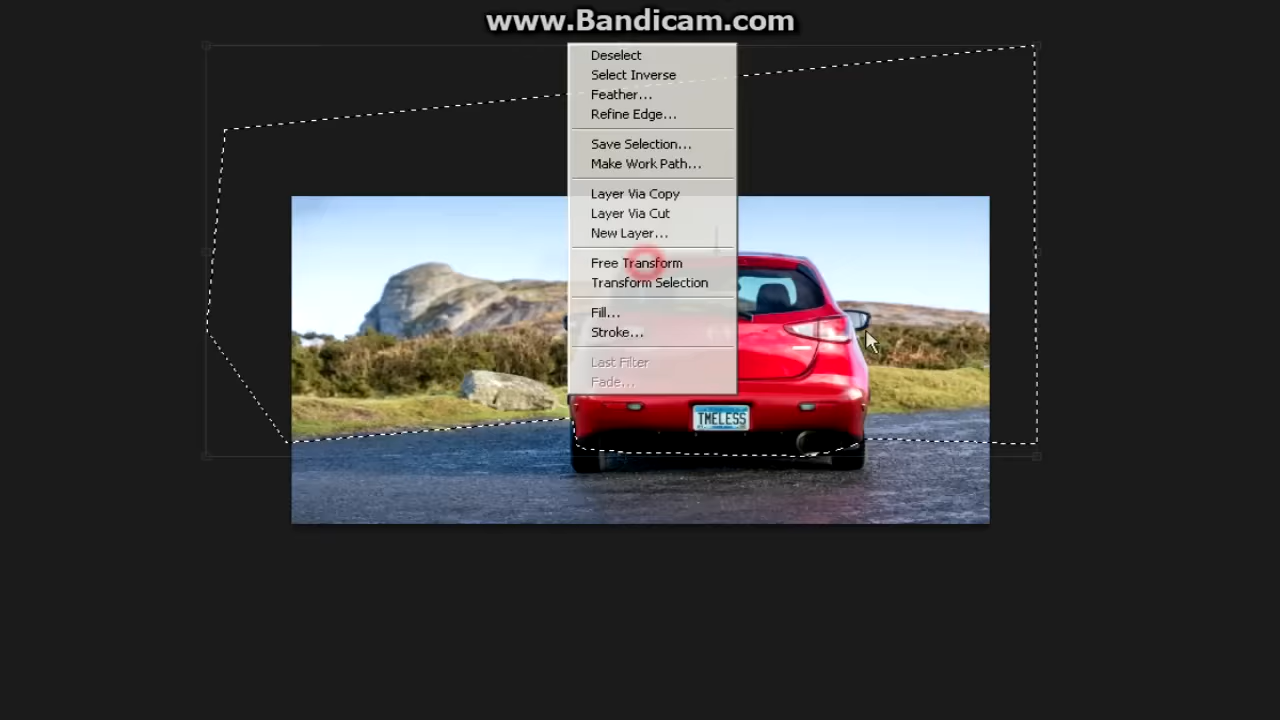 www.Bandicam.com
Deselect
Select Inverse
Feather...
Refine Edge...
Save Selection...
Make Work Path...
Layer Via Copy
Layer Via Cut
New Layer...
Free Transform
Transform Selection
Fill...
Stroke...
Last Filter
Fade...
TMELESS